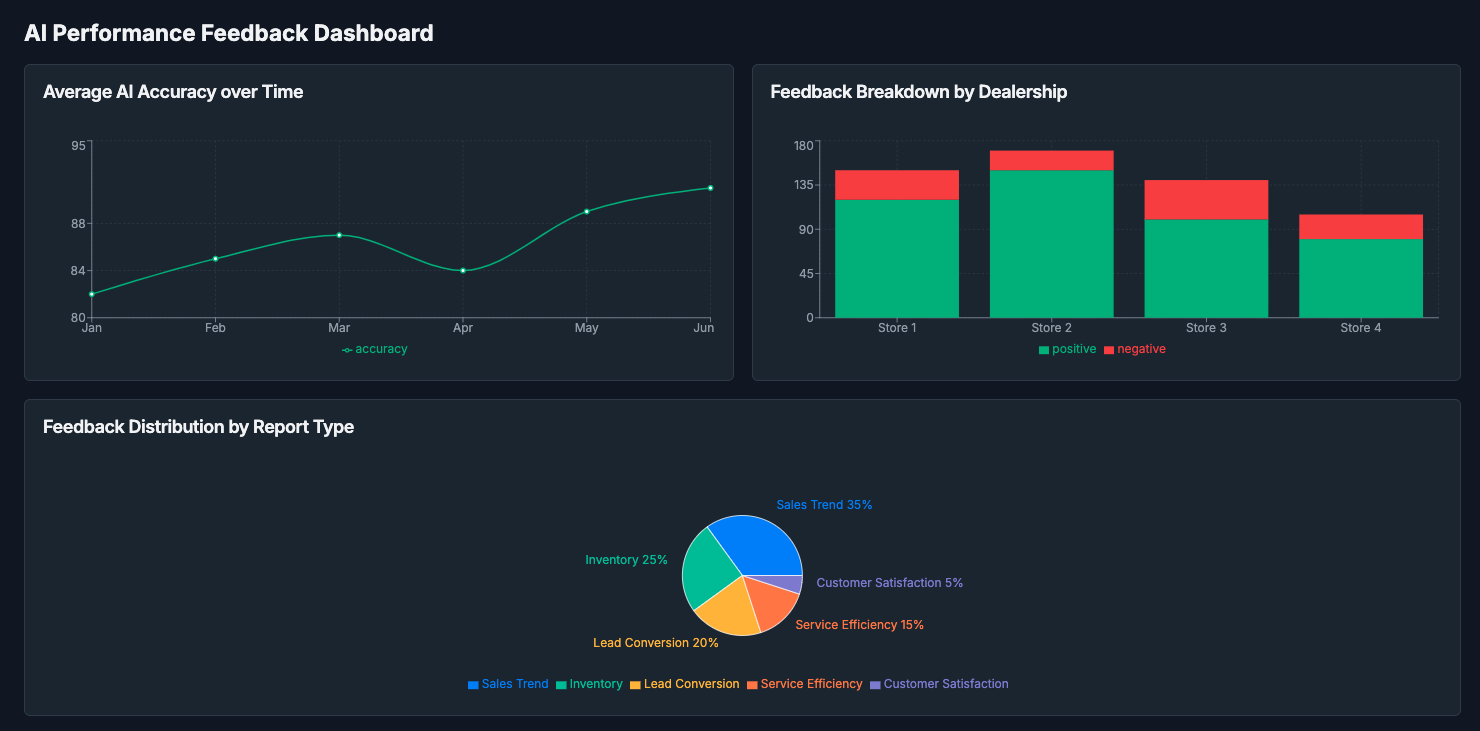 AI Performance Feedback Dashboard
Average AI Accuracy over Time
95
88
84
80
Jan Feb Mar Apr May Jun
accuracy
Feedback Breakdown by Dealership
180
135
90
45
0
Store 1 Store 2 Store 3 Store 4
positive negative
Feedback Distribution by Report Type
Sales Trend 35%
Inventory 25%
Customer Satisfaction 5%
Service Efficiency 15%
Lead Conversion 20%
Sales Trend Inventory Lead Conversion Service Efficiency Customer Satisfaction